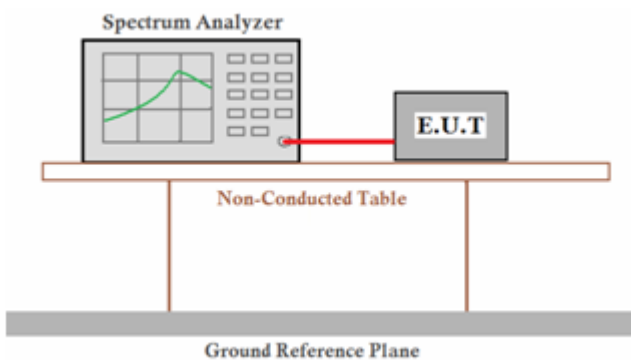 Spectrum Analyzer
E.U.T
Non-Conducted Table
Ground Reference Plane